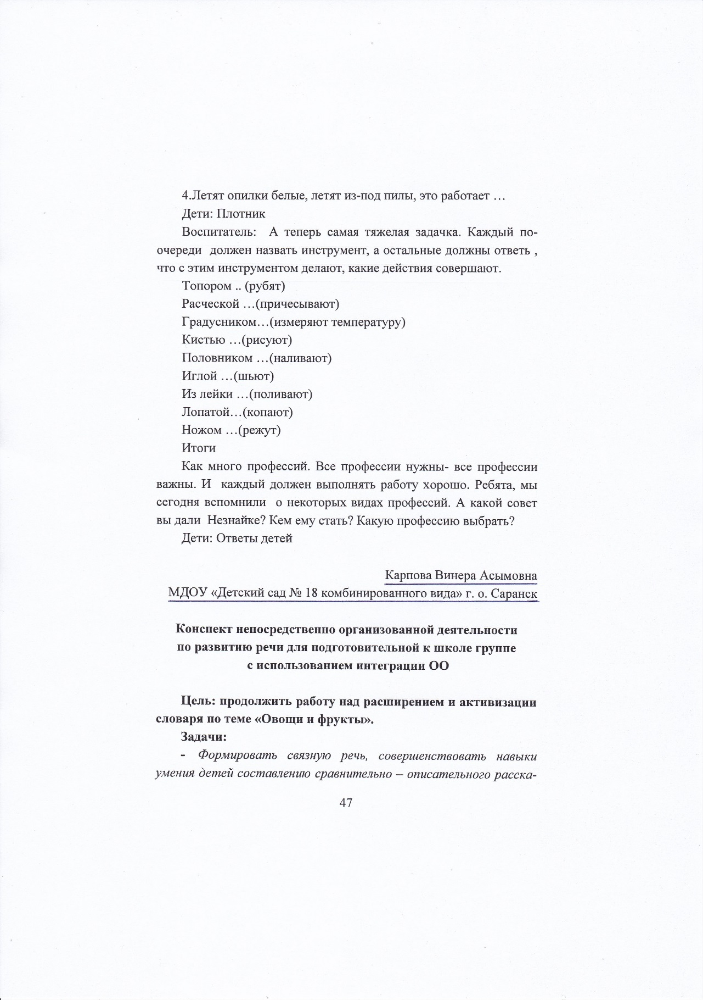 4.Летят опилки белые, летят из-под пилы, это работает …
Дети: Плотник
Воспитатель: А теперь самая тяжелая задачка. Каждый по-
очереди должен назвать инструмент, а остальные должны ответь ,
что с этим инструментом делают, какие действия совершают.
Топором .. (рубят)
Расческой …(причесывают)
Градусником…(измеряют температуру)
Кистью …(рисуют)
Половником …(наливают)
Иглой …(шьют)
Из лейки …(поливают)
Лопатой…(копают)
Ножом …(режут)
Итоги
Как много профессий. Все профессии нужны- все профессии
важны. И каждый должен выполнять работу хорошо. Ребята, мы
сегодня вспомнили о некоторых видах профессий. А какой совет
вы дали Незнайке? Кем ему стать? Какую профессию выбрать?
Дети: Ответы детей
Карпова Винера Асымовна
МДОУ «Детский сад № 18 комбинированного вида» г. о. Саранск
Конспект непосредственно организованной деятельности
по развитию речи для подготовительной к школе группе
с использованием интеграции ОО
Цель: продолжить работу над расширением и активизации
словаря по теме «Овощи и фрукты».
Задачи:
- Формировать связную речь, совершенствовать навыки
умения детей составлению сравнительно – описательного расска-
47